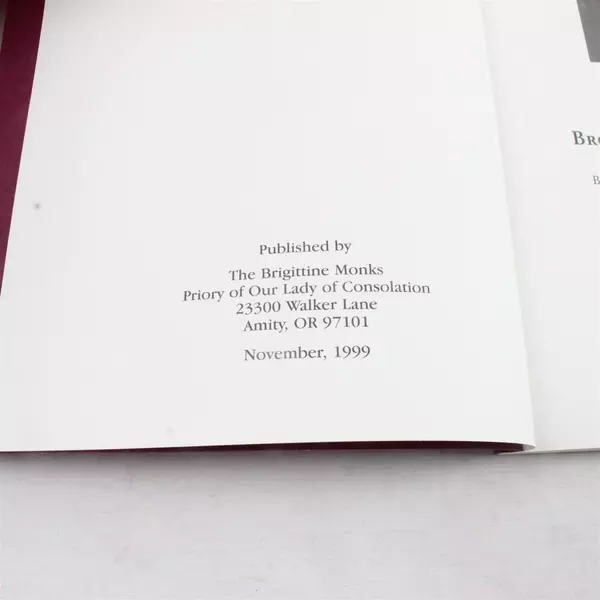 Published by
The Brigittine Monks
Priory of Our Lady of Consolation
23300 Walker Lane
Amity, OR 97101
November, 1999